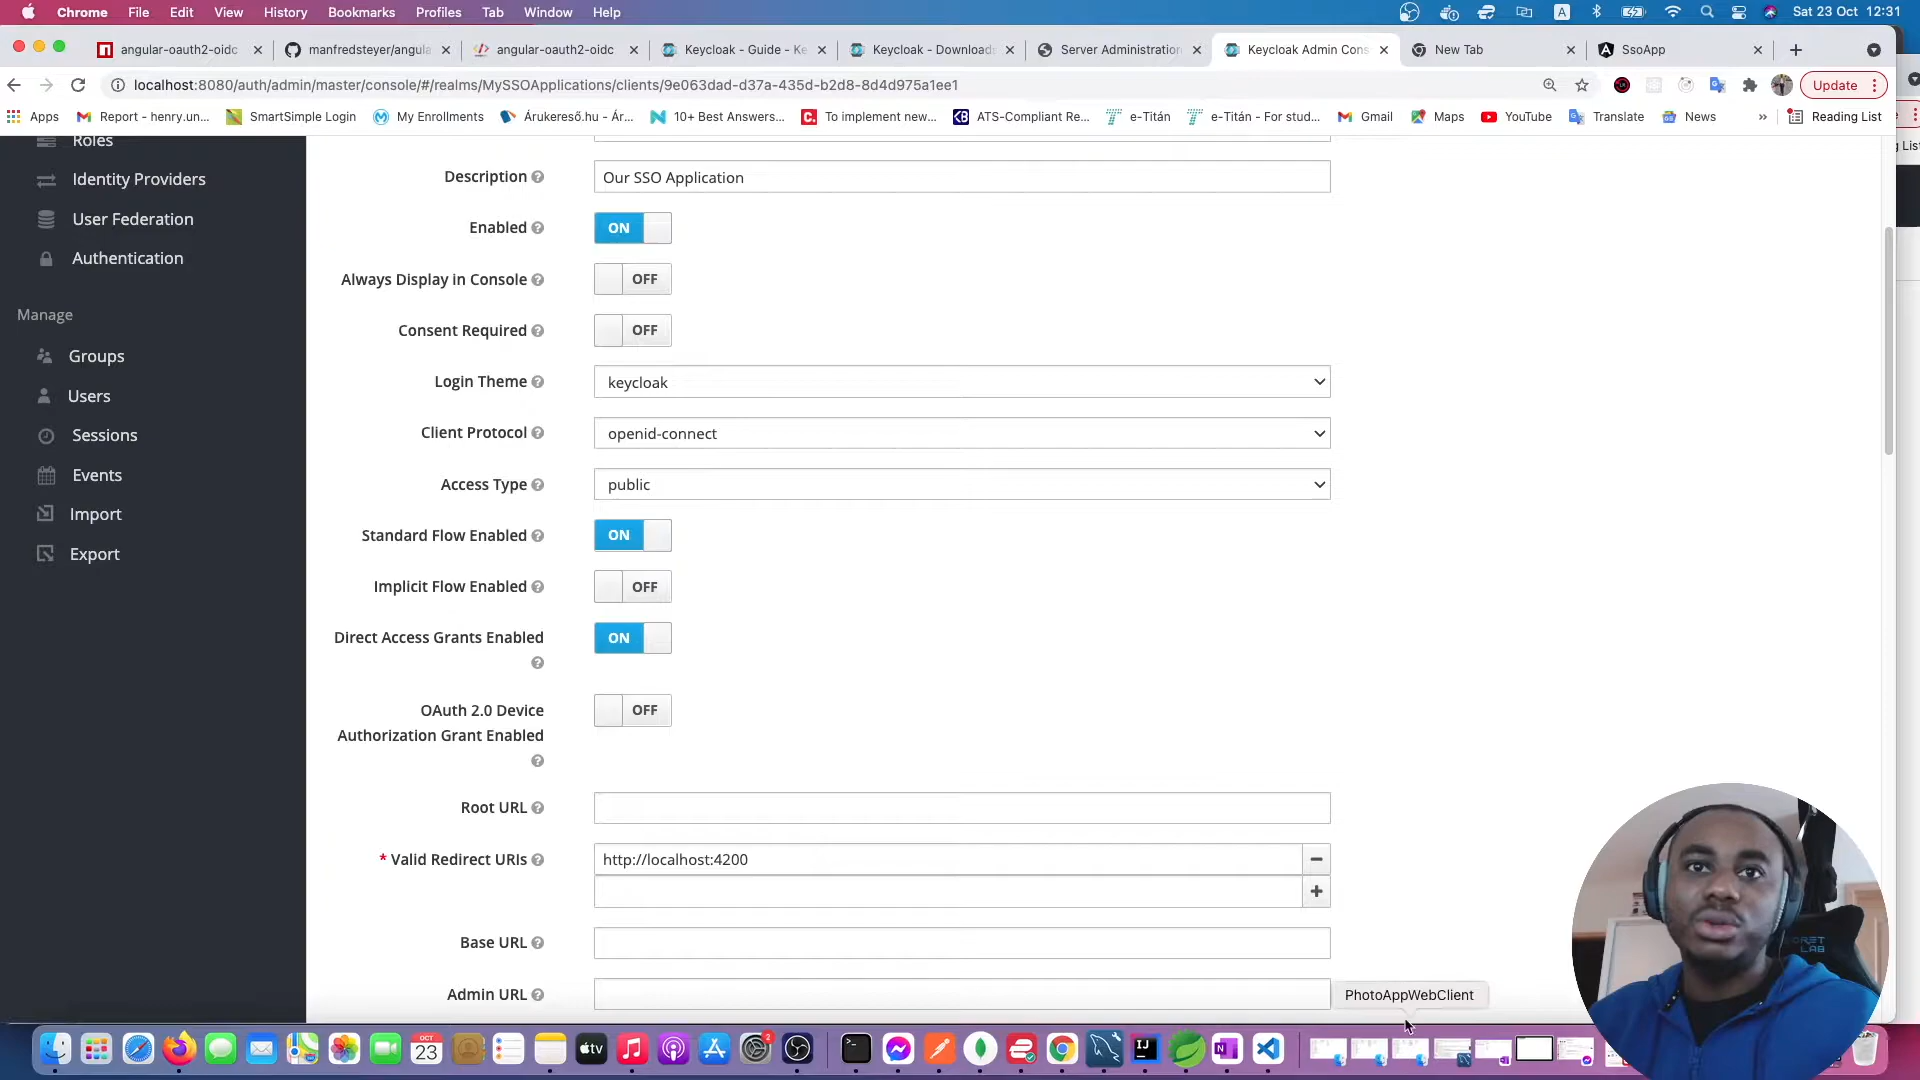 Chrome File Edit View History Bookmarks Profiles Tab Window Help A Sat 23 Oct 12:31
angular-oauth2-oidc manfredsteyer/angula angular-oauth2-oidc Keycloak - Guide - Ke Keycloak - Downloads Server Administration Keycloak Admin Cons New Tab SsoApp
localhost:8080/auth/admin/master/console/#/realms/MySSOApplications/clients/9e063dad-d37a-435d-b2d8-8d4d975a1ee1 Update
Apps Report - henry.un... SmartSimple Login My Enrollments Árukereső.hu - Ár... 10+ Best Answers... To implement new... ATS-Compliant Re... e-Titán e-Titán - For stud... Gmail Maps YouTube Translate News » Reading List
g List
Roles
Identity Providers
User Federation
Authentication
Manage
Groups
Users
Sessions
Events
Import
Export
Description Our SSO Application
Enabled ON
Always Display in Console OFF
Consent Required OFF
Login Theme keycloak
Client Protocol openid-connect
Access Type public
Standard Flow Enabled ON
Implicit Flow Enabled OFF
Direct Access Grants Enabled ON
OAuth 2.0 Device OFF
Authorization Grant Enabled
Root URL
* Valid Redirect URIs http://localhost:4200
Base URL
Admin URL
PhotoAppWebClient
OCT
23
tv
2
IJ
N